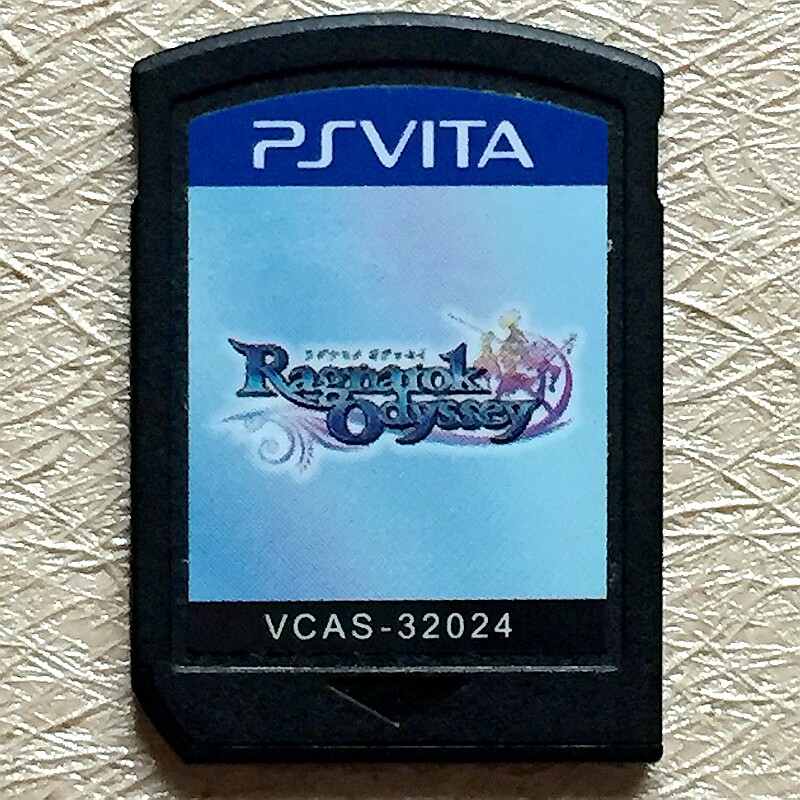 PSVITA
Ragnarok
Odyssey
VCAS-32024